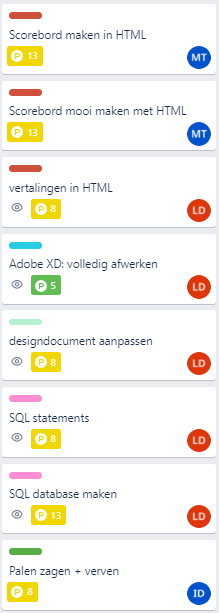 Scorebord maken in HTML
P 13
MT
Scorebord mooi maken met HTML
P 13
MT
vertalingen in HTML
P 8
LD
Adobe XD: volledig afwerken
P 5
LD
designdocument aanpassen
P 8
LD
SQL statements
P 8
LD
SQL database maken
P 13
LD
Palen zagen + verven
P 8
ID